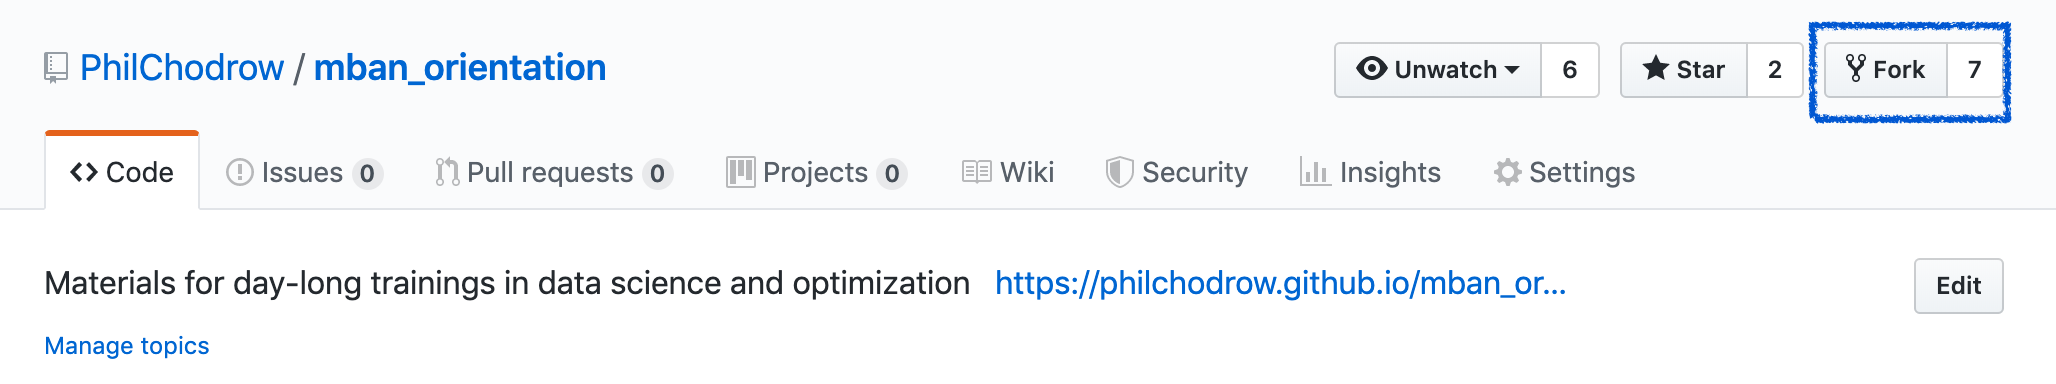 PhilChodrow / mban_orientation Unwatch 6 Star 2 Fork 7
Code Issues 0 Pull requests 0 Projects 0 Wiki Security Insights Settings
Materials for day-long trainings in data science and optimization https://philchodrow.github.io/mban_or... Edit
Manage topics